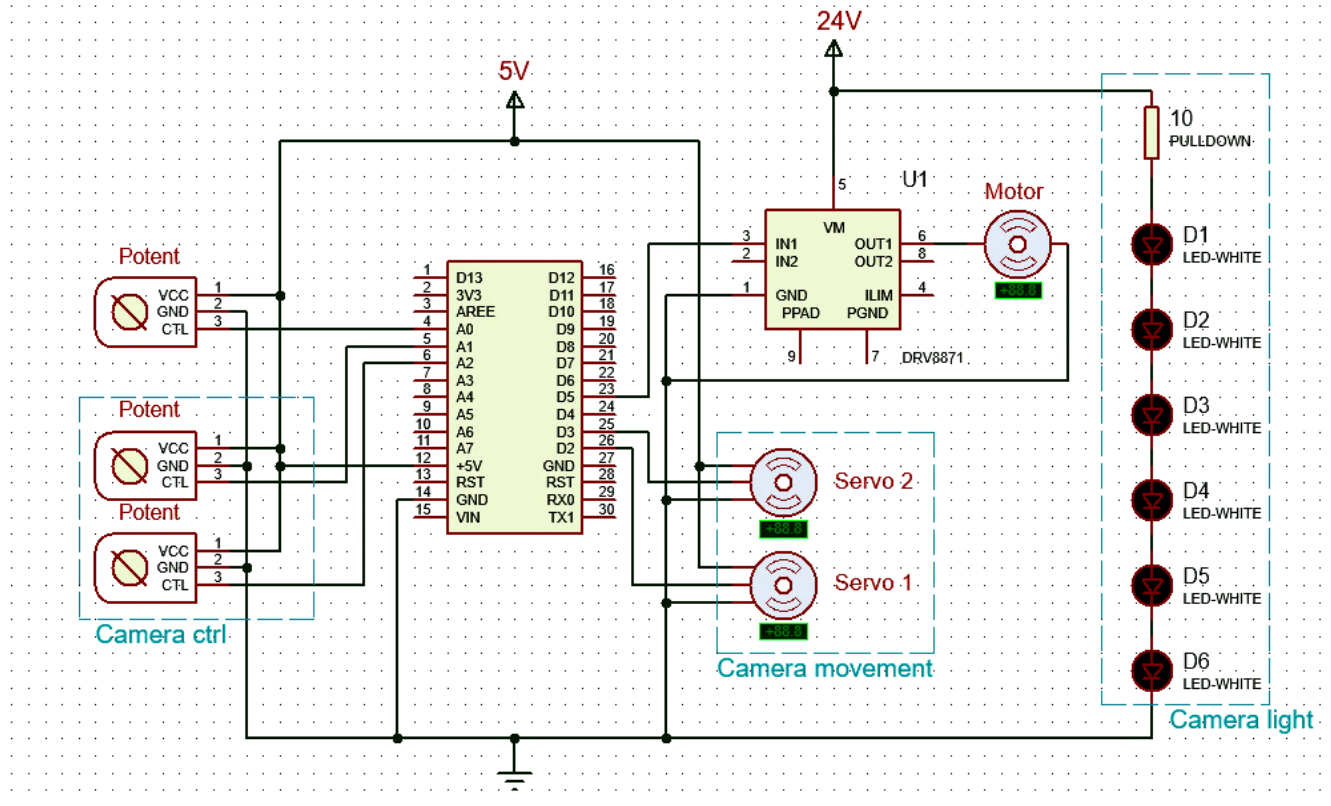 24V
5V
10
PULLDOWN
5
U1
Motor
VM
3 IN1 OUT1 6
2 IN2 OUT2 8
1 GND ILIM 4
PPAD PGND
9 7 DRV8871
+88.8
D1
LED-WHITE
D2
LED-WHITE
D3
LED-WHITE
D4
LED-WHITE
D5
LED-WHITE
D6
LED-WHITE
Camera light
Potent
VCC 1
GND 2
CTL 3
Potent
VCC 1
GND 2
CTL 3
Potent
VCC 1
GND 2
CTL 3
Camera ctrl
1 D13 D12 16
2 3V3 D11 17
3 AREE D10 18
4 A0 D9 19
5 A1 D8 20
6 A2 D7 21
7 A3 D6 22
8 A4 D5 23
9 A5 D4 24
10 A6 D3 25
11 A7 D2 26
12 +5V GND 27
13 RST RST 28
14 GND RX0 29
15 VIN TX1 30
Servo 2
+88.8
Servo 1
+88.8
Camera movement